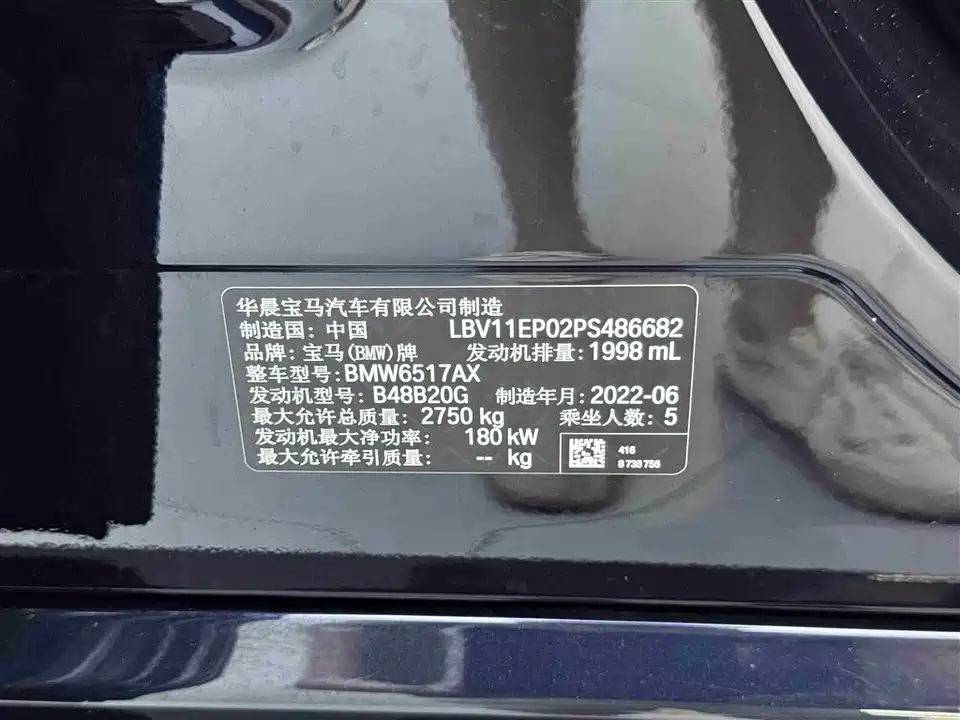 华晨宝马汽车有限公司制造
制造国: 中国 LBV11EP02PS486682
品牌: 宝马(BMW)牌 发动机排量: 1998 mL
整车型号: BMW6517AX
发动机型号: B48B20G 制造年月: 2022-06
最大允许总质量: 2750 kg 乘坐人数: 5
发动机最大净功率: 180 kW
最大允许牵引质量: -- kg
416
8 738 756